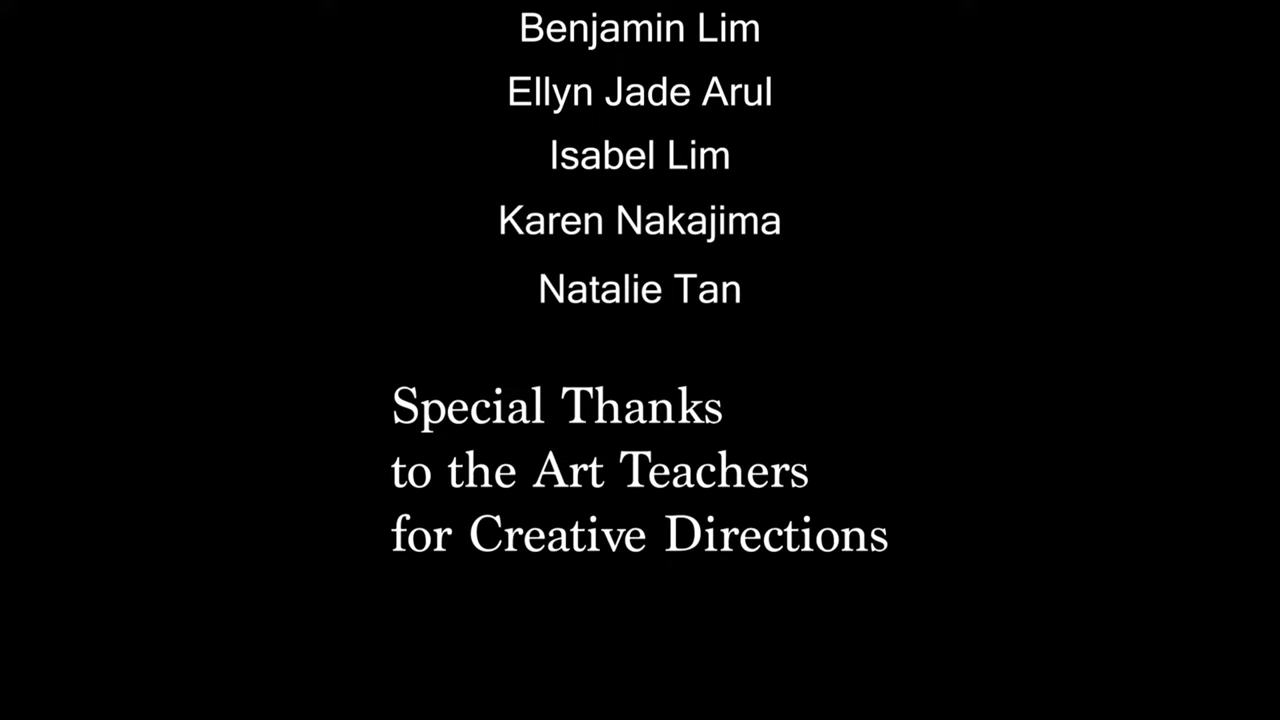 Benjamin Lim
Ellyn Jade Arul
Isabel Lim
Karen Nakajima
Natalie Tan
Special Thanks
to the Art Teachers
for Creative Directions